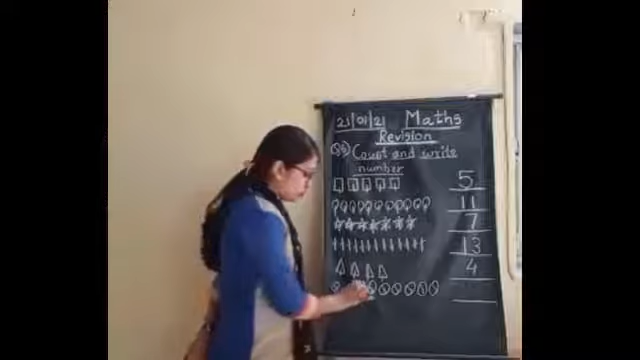 21/01/21 Maths
Revision
Count and write
number
5
11
7
13
4